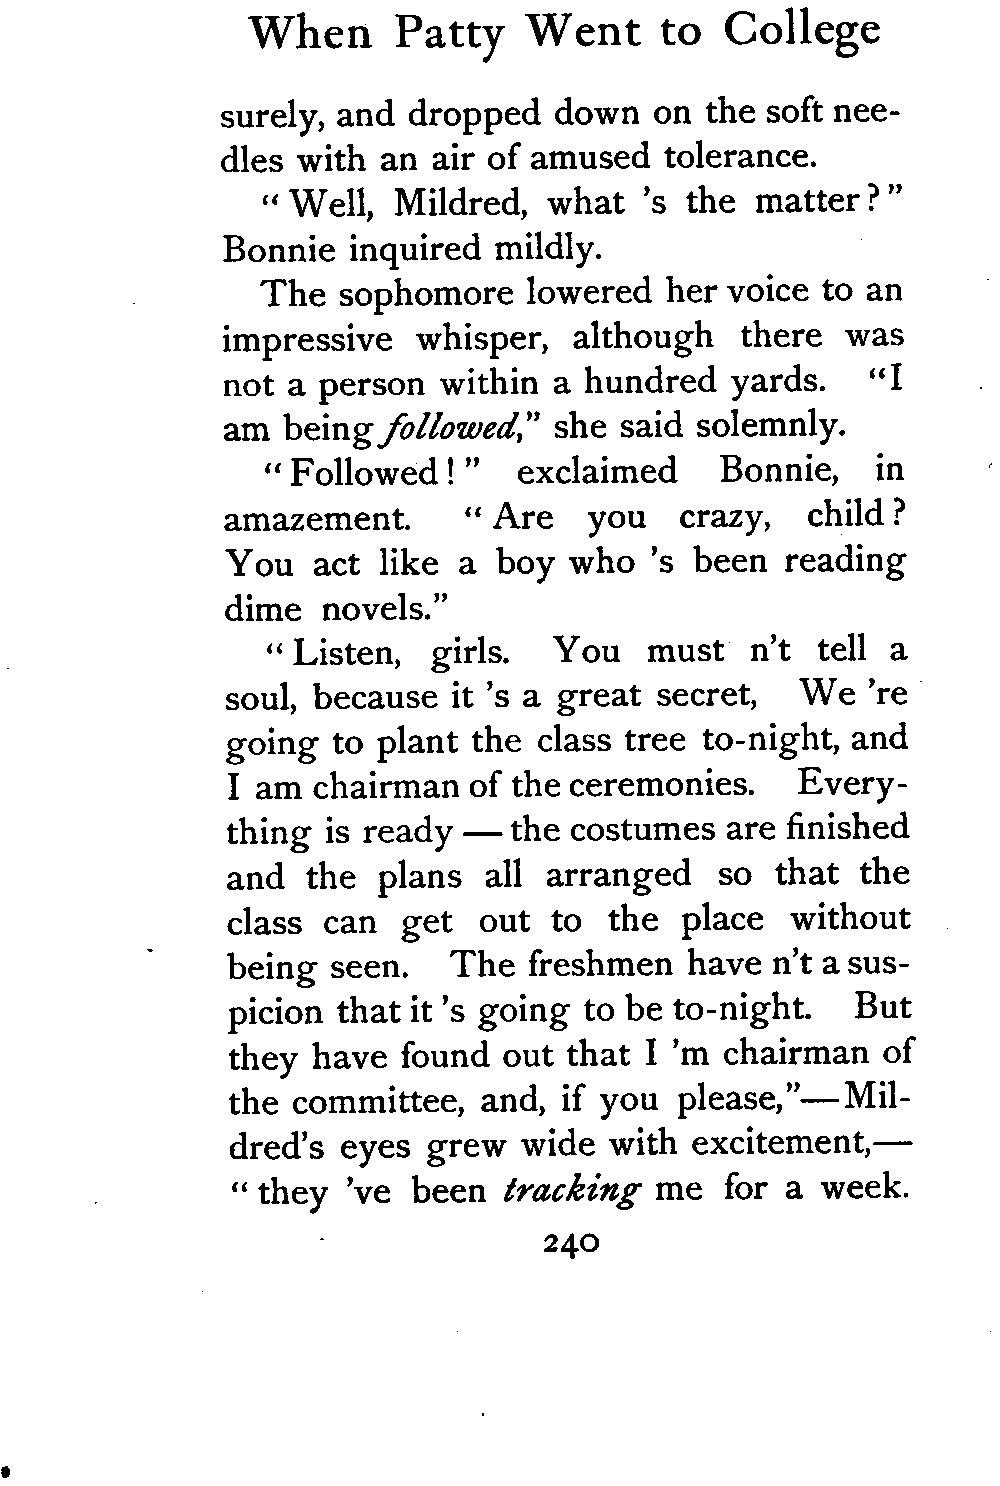 When Patty Went to College
surely, and dropped down on the soft nee-
dles with an air of amused tolerance.
"Well, Mildred, what 's the matter?"
Bonnie inquired mildly.
The sophomore lowered her voice to an
impressive whisper, although there was
not a person within a hundred yards. "I
am being followed," she said solemnly.
"Followed!" exclaimed Bonnie, in
amazement. "Are you crazy, child?
You act like a boy who 's been reading
dime novels."
"Listen, girls. You must n't tell a
soul, because it 's a great secret, We 're
going to plant the class tree to-night, and
I am chairman of the ceremonies. Every-
thing is ready — the costumes are finished
and the plans all arranged so that the
class can get out to the place without
being seen. The freshmen have n't a sus-
picion that it 's going to be to-night. But
they have found out that I 'm chairman of
the committee, and, if you please,"—Mil-
dred's eyes grew wide with excitement,—
"they 've been tracking me for a week.
240